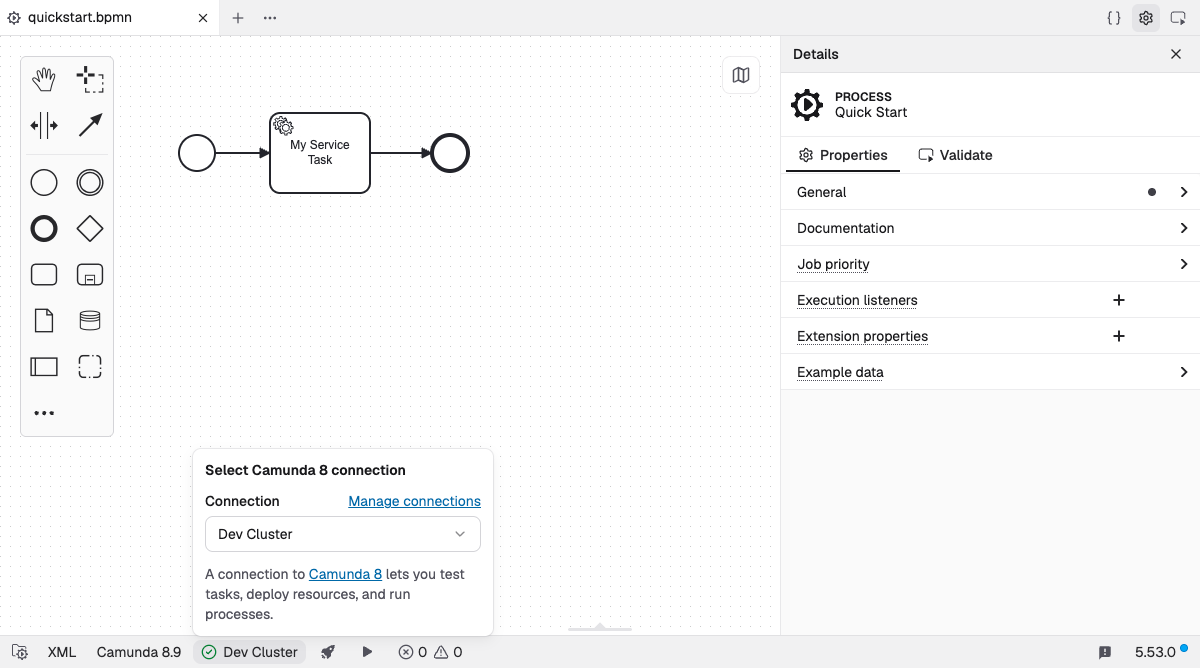 quickstart.bpmn
Details
PROCESS
Quick Start
Properties
Validate
General
Documentation
Job priority
Execution listeners
Extension properties
Example data
My Service
Task
Select Camunda 8 connection
Connection
Manage connections
Dev Cluster
A connection to Camunda 8 lets you test
tasks, deploy resources, and run
processes.
XML
Camunda 8.9
Dev Cluster
0
0
5.53.0